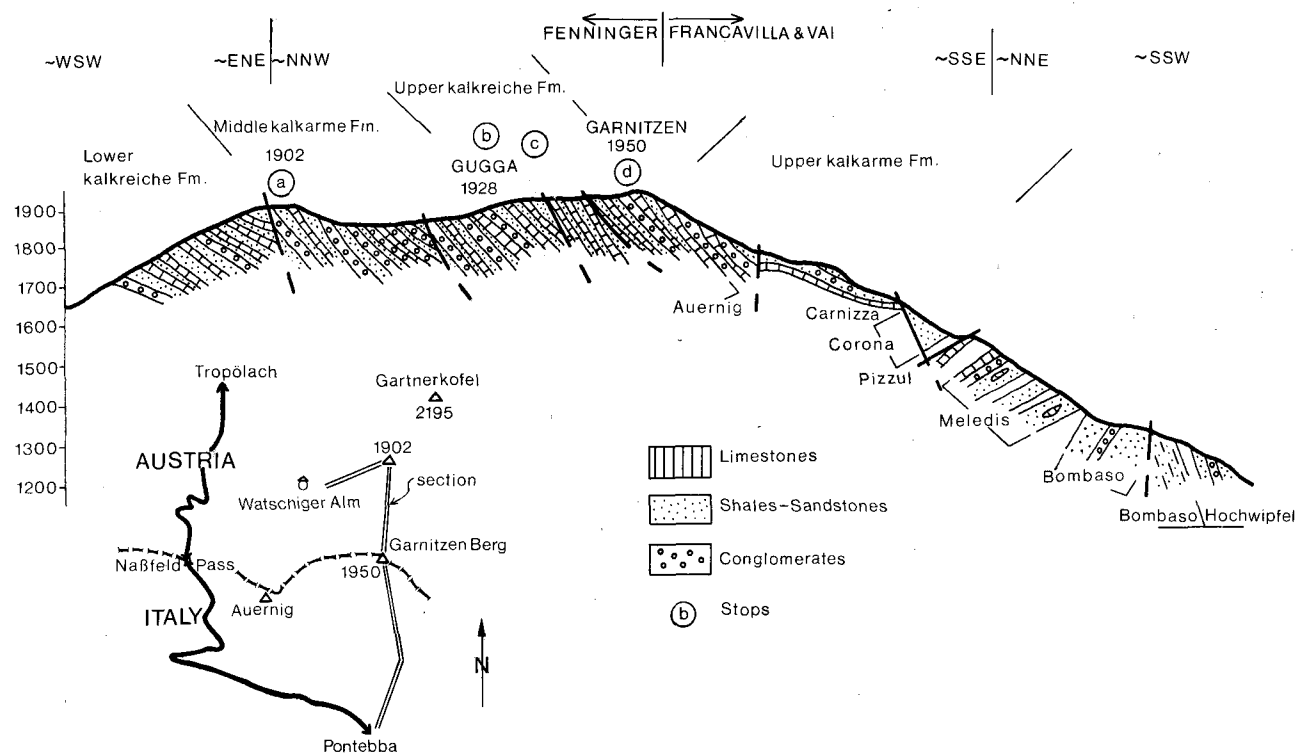 FENNINGER FRANCAVILLA & VAI
~WSW ~ENE ~NNW ~SSE ~NNE ~SSW
Upper kalkreiche Fm.
Middle kalkarme Fm.
GARNITZEN
1950
Lower
kalkreiche Fm.
1902
a
b
c
d
GUGGA
1928
Upper kalkarme Fm.
1900
1800
1700
1600
1500
1400
1300
1200
Auernig
Carnizza
Corona
Pizzul
Meledis
Bombaso
Bombaso Hochwipfel
Tropölach
Gartnerkofel
2195
AUSTRIA
1902
section
Watschiger Alm
Garnitzen Berg
1950
Naßfeld Pass
Auernig
ITALY
N
Pontebba
Limestones
Shales-Sandstones
Conglomerates
b Stops